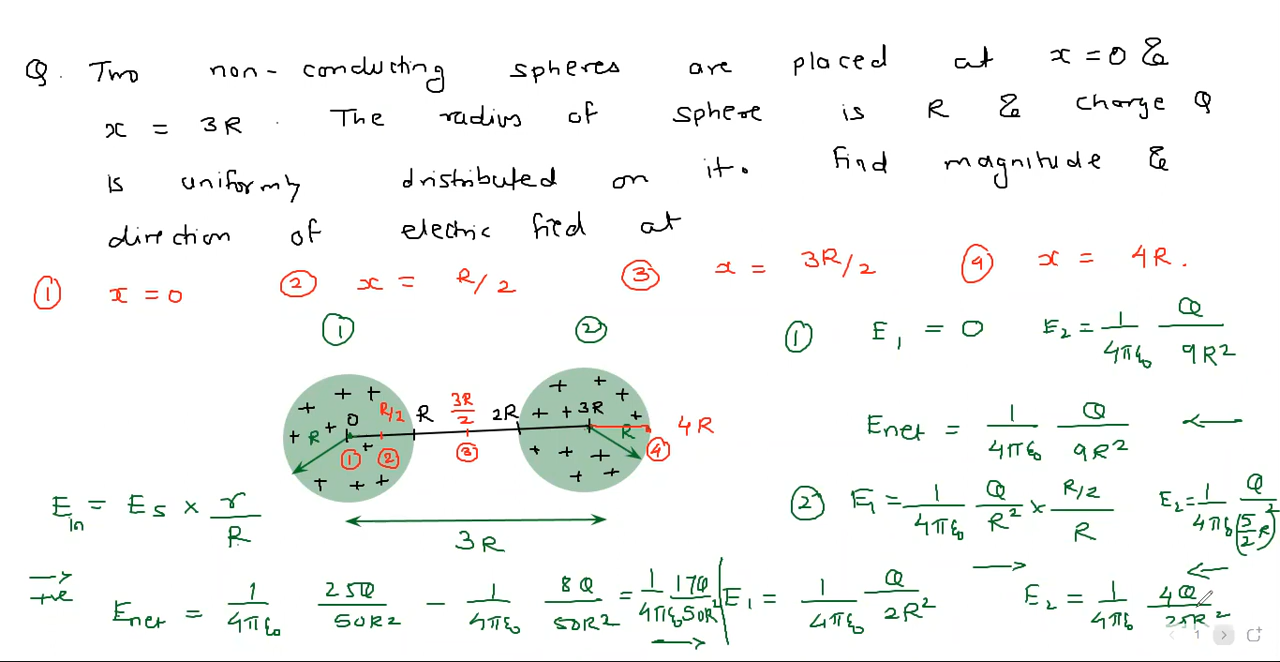 Q. Two non-conducting spheres are placed at x=0 &
x = 3R. The radius of sphere is R & charge Q
is uniformly dristributed on it. Find magnitude &
direction of electric field at
① x=0 ② x = R/2 ③ x = 3R/2 ④ x = 4R.
① ②
① E₁ = 0 E₂ = 1/4πε₀ Q/9R²
0 R/2 R 3R/2 2R 3R 4R
R ① ② ③ R ④
Enet = 1/4πε₀ Q/9R² ←
3R
Ein = Es × r/R
② E₁ = 1/4πε₀ Q/R² × R/2/R E₂ = 1/4πε₀ Q/(5/2 R)²
→ +ve Enet = 1/4πε₀ 25Q/50R² − 1/4πε₀ 8Q/50R² = 1/4πε₀ 17Q/50R² →
E₁ = 1/4πε₀ Q/2R² → E₂ = 1/4πε₀ 4Q/25R² ←
1